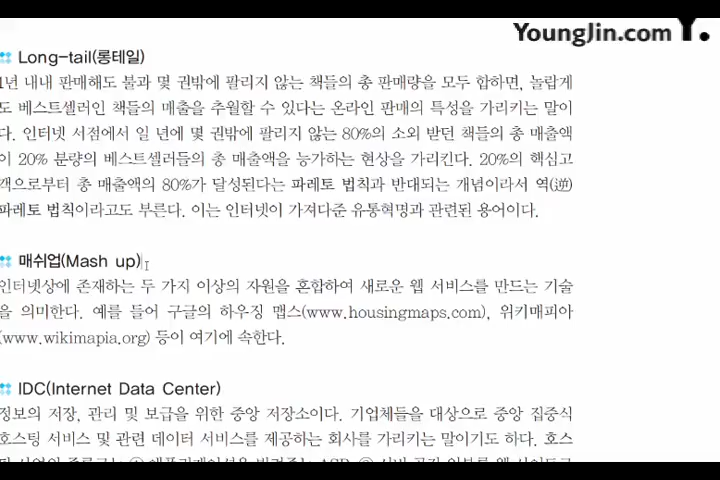 YoungJin.com Y.
Long-tail(롱테일)
1년 내내 판매해도 불과 몇 권밖에 팔리지 않는 책들의 총 판매량을 모두 합하면, 놀랍게
도 베스트셀러인 책들의 매출을 추월할 수 있다는 온라인 판매의 특성을 가리키는 말이
다. 인터넷 서점에서 일 년에 몇 권밖에 팔리지 않는 80%의 소외 받던 책들의 총 매출액
이 20% 분량의 베스트셀러들의 총 매출액을 능가하는 현상을 가리킨다. 20%의 핵심고
객으로부터 총 매출액의 80%가 달성된다는 파레토 법칙과 반대되는 개념이라서 역(逆)
파레토 법칙이라고도 부른다. 이는 인터넷이 가져다준 유통혁명과 관련된 용어이다.
매쉬업(Mash up)
인터넷상에 존재하는 두 가지 이상의 자원을 혼합하여 새로운 웹 서비스를 만드는 기술
을 의미한다. 예를 들어 구글의 하우징 맵스(www.housingmaps.com), 위키매피아
(www.wikimapia.org) 등이 여기에 속한다.
IDC(Internet Data Center)
정보의 저장, 관리 및 보급을 위한 중앙 저장소이다. 기업체들을 대상으로 중앙 집중식
호스팅 서비스 및 관련 데이터 서비스를 제공하는 회사를 가리키는 말이기도 하다. 호스